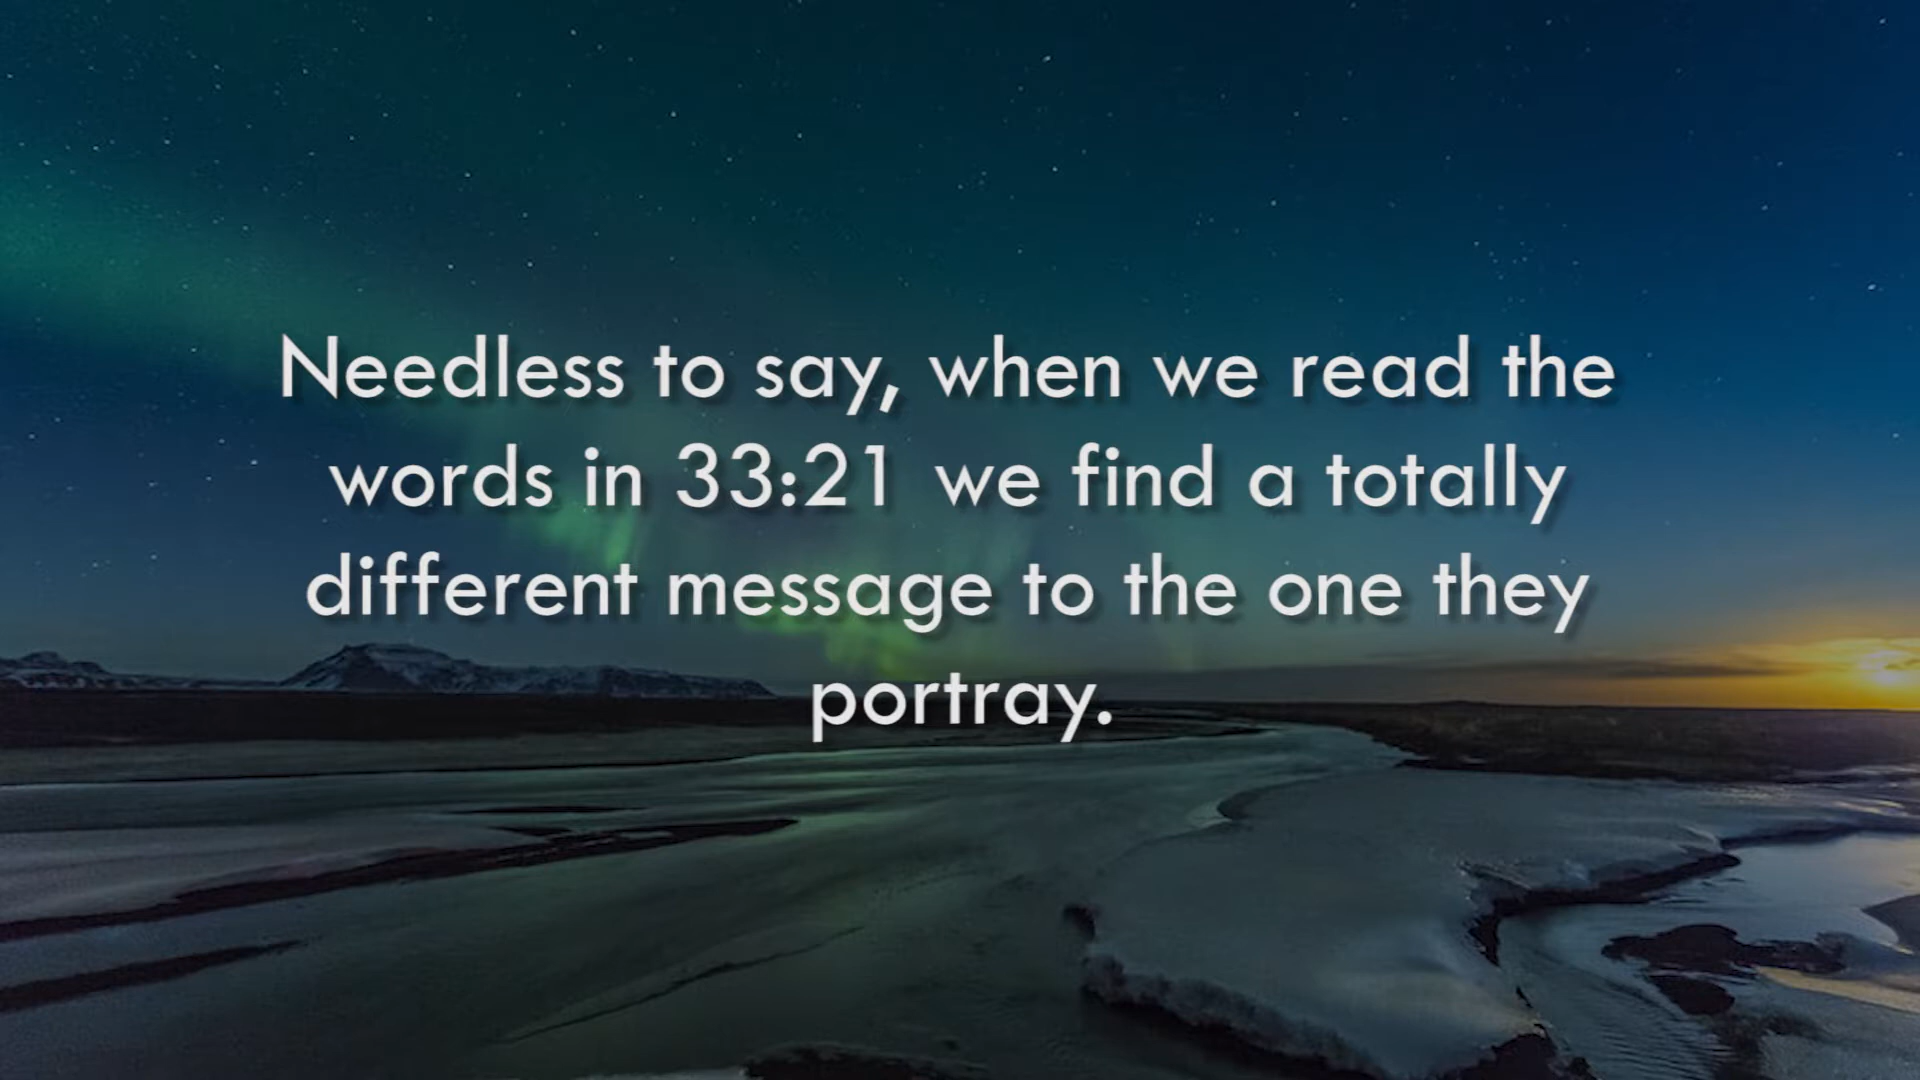 Needless to say, when we read the
words in 33:21 we find a totally
different message to the one they
portray.